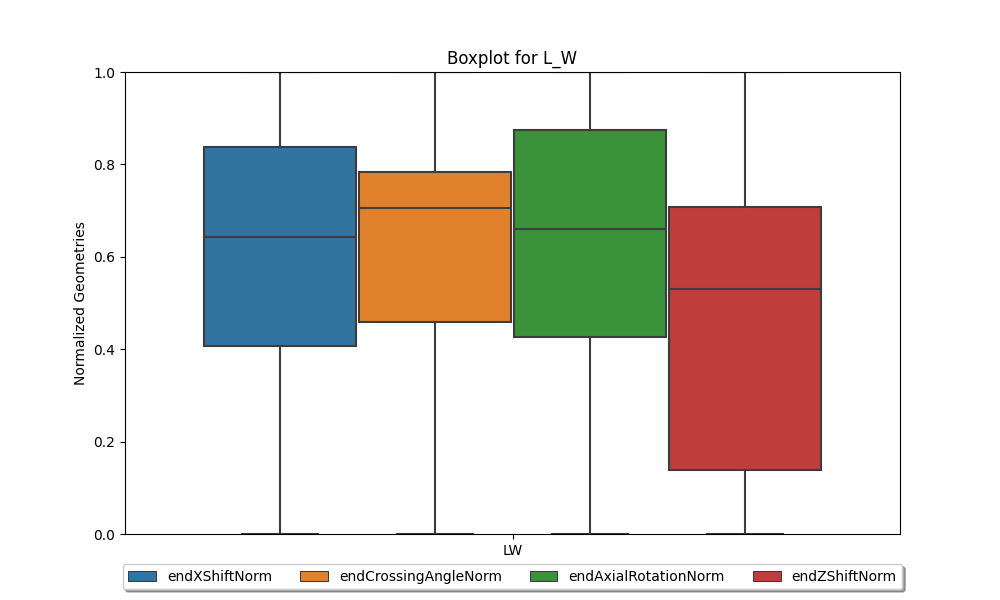 Boxplot for L_W
Normalized Geometries
1.0
0.8
0.6
0.4
0.2
0.0
LW
endXShiftNorm endCrossingAngleNorm endAxialRotationNorm endZShiftNorm